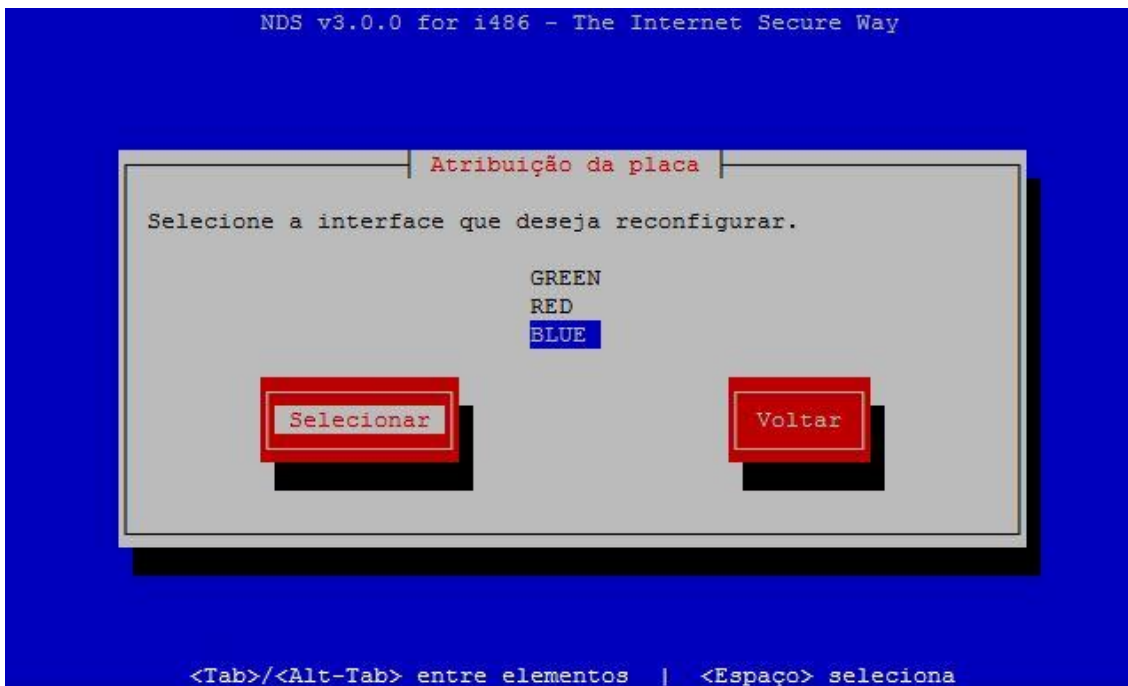 NDS v3.0.0 for i486 - The Internet Secure Way
Atribuição da placa
Selecione a interface que deseja reconfigurar.
GREEN
RED
BLUE
Selecionar Voltar
<Tab>/<Alt-Tab> entre elementos | <Espaço> seleciona